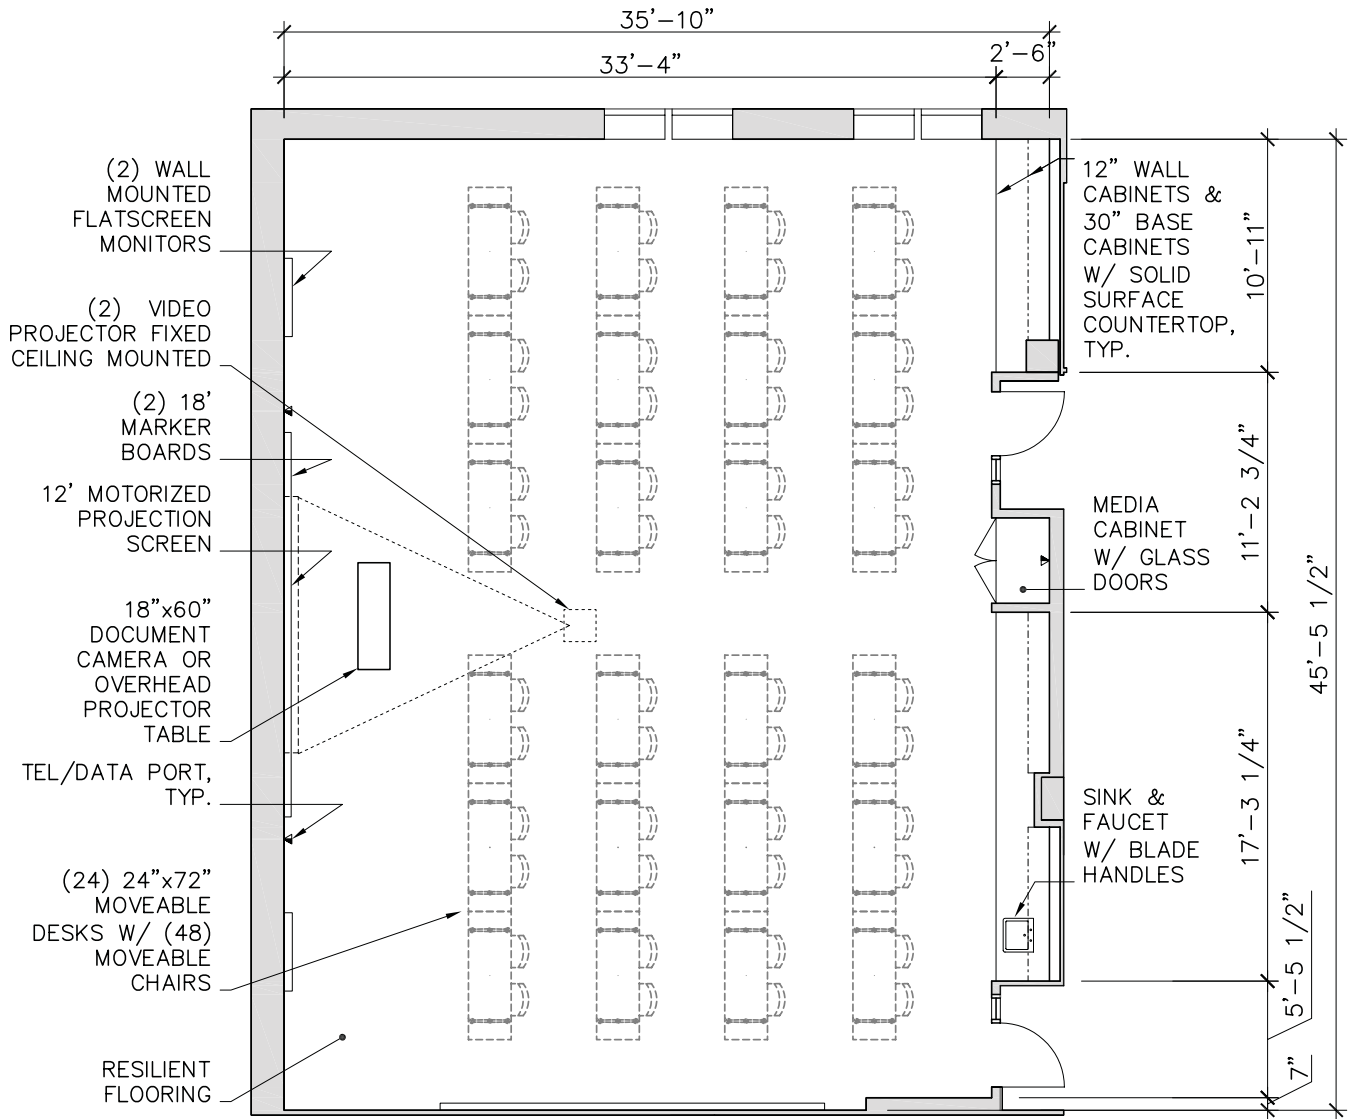 35'-10"
33'-4"
2'-6"
(2) WALL
MOUNTED
FLATSCREEN
MONITORS
(2) VIDEO
PROJECTOR FIXED
CEILING MOUNTED
(2) 18'
MARKER
BOARDS
12' MOTORIZED
PROJECTION
SCREEN
18"x60"
DOCUMENT
CAMERA OR
OVERHEAD
PROJECTOR
TABLE
TEL/DATA PORT,
TYP.
(24) 24"x72"
MOVEABLE
DESKS W/ (48)
MOVEABLE
CHAIRS
RESILIENT
FLOORING
12" WALL
CABINETS &
30" BASE
CABINETS
W/ SOLID
SURFACE
COUNTERTOP,
TYP.
MEDIA
CABINET
W/ GLASS
DOORS
SINK &
FAUCET
W/ BLADE
HANDLES
10'-11"
11'-2 3/4"
17'-3 1/4"
5'-5 1/2"
7"
45'-5 1/2"